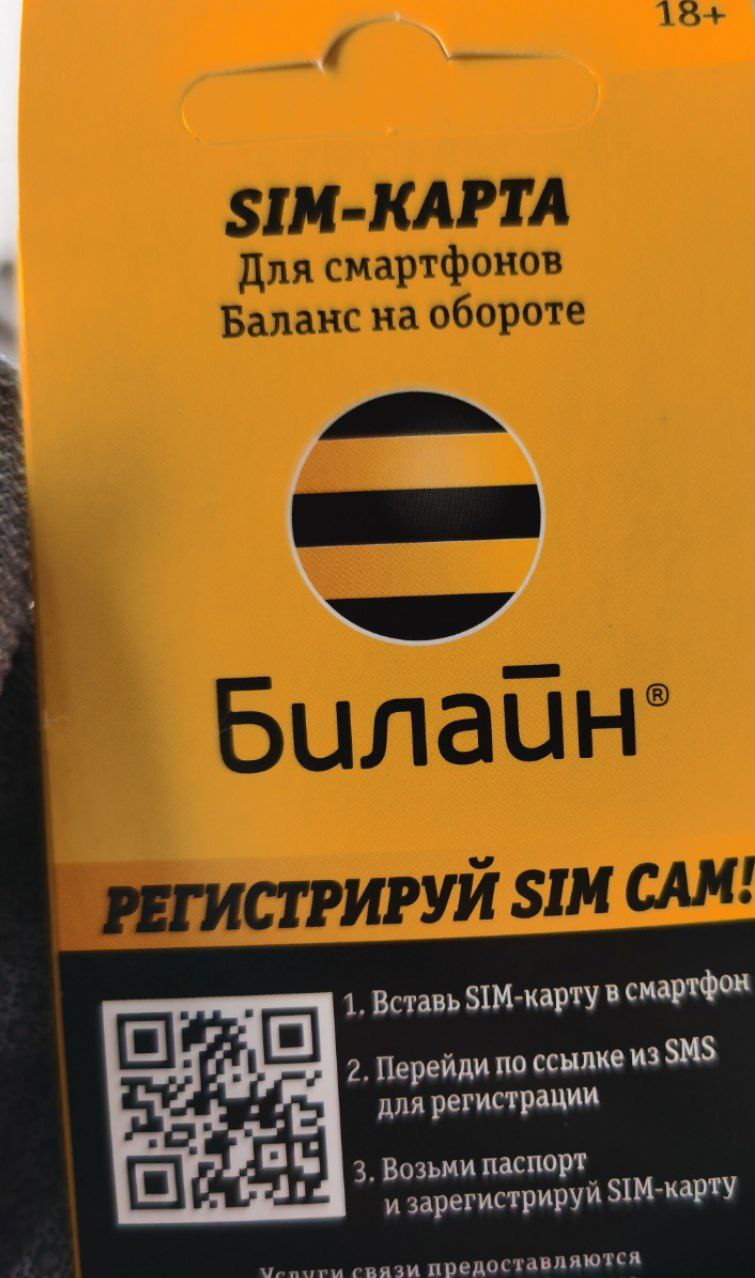 18+
SIM-КАРТА
Для смартфонов
Баланс на обороте
Билайн®
РЕГИСТРИРУЙ SIM САМ!
1. Вставь SIM-карту в смартфон
2. Перейди по ссылке из SMS
для регистрации
3. Возьми паспорт
и зарегистрируй SIM-карту
Услуги связи предоставляются